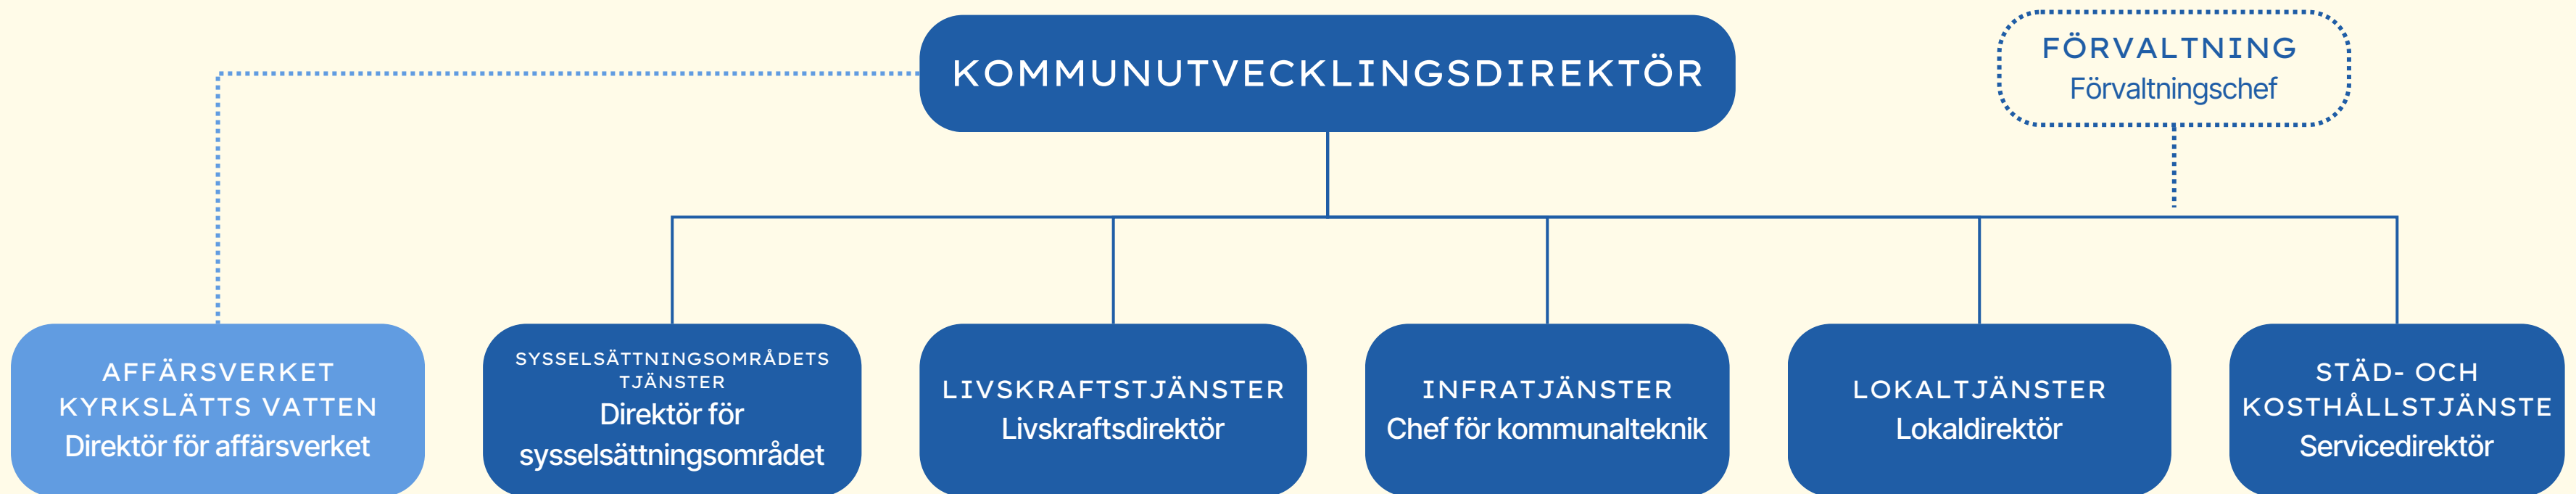 KOMMUNUTVECKLINGSDIREKTÖR
FÖRVALTNING
Förvaltningschef
AFFÄRSVERKET
KYRKSLÄTTS VATTEN
Direktör för affärsverket
SYSSELSÄTTNINGSOMRÅDETS
TJÄNSTER
Direktör för
sysselsättningsområdet
LIVSKRAFTSTJÄNSTER
Livskraftsdirektör
INFRATJÄNSTER
Chef för kommunalteknik
LOKALTJÄNSTER
Lokaldirektör
STÄD- OCH
KOSTHÅLLSTJÄNSTE
Servicedirektör